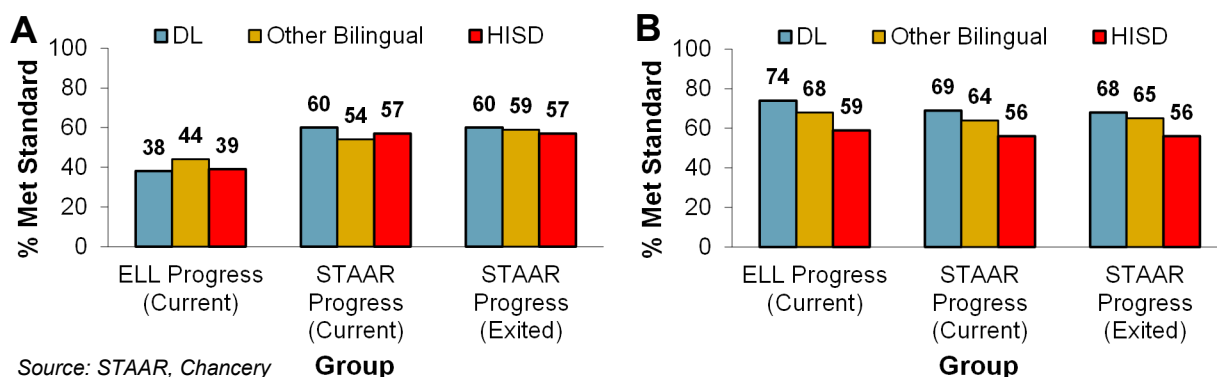 A
DL Other Bilingual HISD
% Met Standard
100
80
60
40
20
0
38 44 39
60 54 57
60 59 57
ELL Progress
(Current)
STAAR
Progress
(Current)
STAAR
Progress
(Exited)
Group
Source: STAAR, Chancery
B
DL Other Bilingual HISD
% Met Standard
100
80
60
40
20
0
74 68 59
69 64 56
68 65 56
ELL Progress
(Current)
STAAR
Progress
(Current)
STAAR
Progress
(Exited)
Group